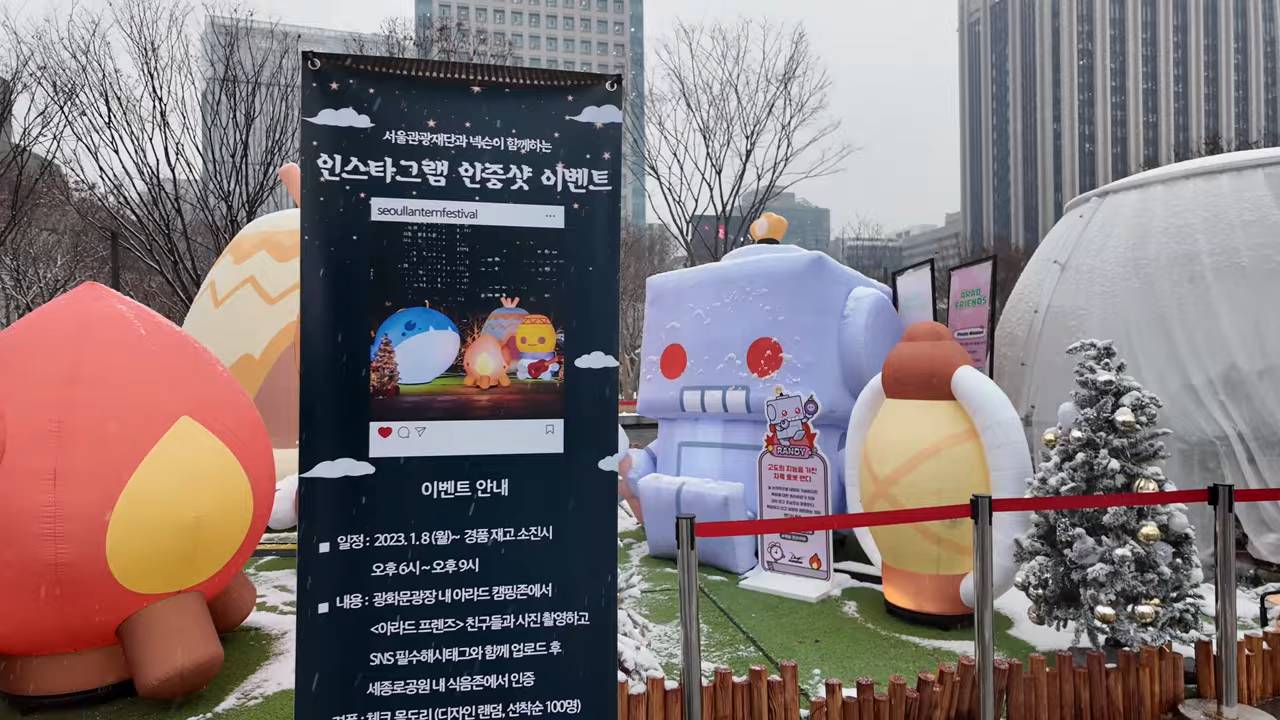 서울관광재단과 넥슨이 함께하는
인스타그램 인증샷 이벤트
seoullanternfestival
이벤트 안내
일정 : 2023. 1. 8 (월)~ 경품 재고 소진시
오후 6시 ~ 오후 9시
내용 : 광화문광장 내 아라드 캠핑존에서
<아라드 프렌즈> 친구들과 사진 촬영하고
SNS 필수해시태그와 함께 업로드 후
세종로공원 내 식음존에서 인증
경품 : 체크 목도리 (디자인 랜덤, 선착순 100명)
RANDY
고도의 지능을 가진
지옥 로봇 랜디
ARAD
FRIENDS